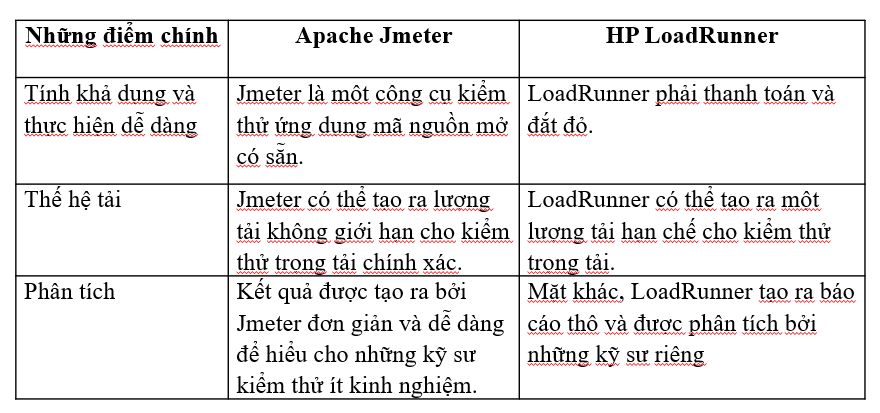 Những điểm chính
Apache Jmeter
HP LoadRunner
Tính khả dụng và
thực hiện dễ dàng
Jmeter là một công cụ kiểm
thử ứng dung mã nguồn mở
có sẵn.
LoadRunner phải thanh toán và
đắt đỏ.
Thế hệ tải
Jmeter có thể tạo ra lượng
tải không giới hạn cho kiểm
thử trọng tải chính xác.
LoadRunner có thể tạo ra một
lượng tải hạn chế cho kiểm thử
trọng tải.
Phân tích
Kết quả được tạo ra bởi
Jmeter đơn giản và dễ dàng
để hiểu cho những kỹ sư
kiểm thử ít kinh nghiệm.
Mặt khác, LoadRunner tạo ra báo
cáo thô và được phân tích bởi
những kỹ sư riêng